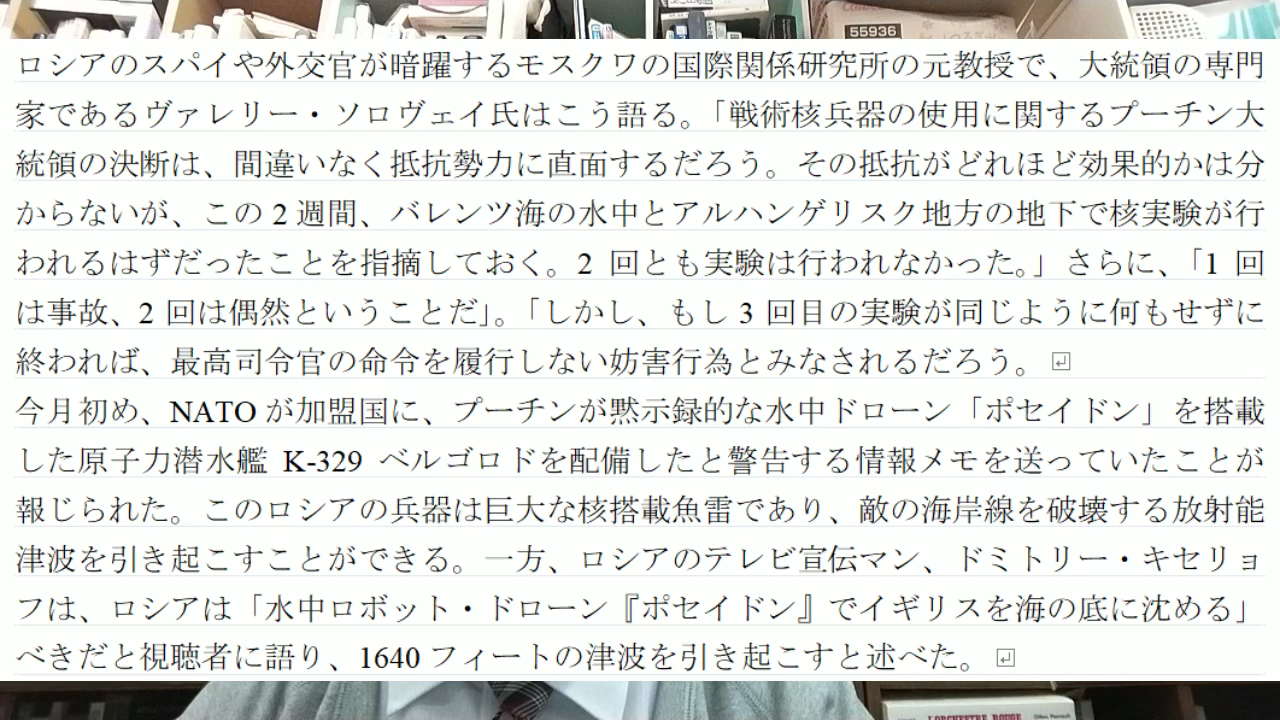 55936
ロシアのスパイや外交官が暗躍するモスクワの国際関係研究所の元教授で、大統領の専門
家であるヴァレリー・ソロヴェイ氏はこう語る。「戦術核兵器の使用に関するプーチン大
統領の決断は、間違いなく抵抗勢力に直面するだろう。その抵抗がどれほど効果的かは分
からないが、この 2 週間、バレンツ海の水中とアルハンゲリスク地方の地下で核実験が行
われるはずだったことを指摘しておく。2 回とも実験は行われなかった。」さらに、「1 回
は事故、2 回は偶然ということだ」。「しかし、もし 3 回目の実験が同じように何もせずに
終われば、最高司令官の命令を履行しない妨害行為とみなされるだろう。
今月初め、NATO が加盟国に、プーチンが黙示録的な水中ドローン「ポセイドン」を搭載
した原子力潜水艦 K-329 ベルゴロドを配備したと警告する情報メモを送っていたことが
報じられた。このロシアの兵器は巨大な核搭載魚雷であり、敵の海岸線を破壊する放射能
津波を引き起こすことができる。一方、ロシアのテレビ宣伝マン、ドミトリー・キセリョ
フは、ロシアは「水中ロボット・ドローン『ポセイドン』でイギリスを海の底に沈める」
べきだと視聴者に語り、1640 フィートの津波を引き起こすと述べた。
L'ORCHESTRE ROUGE